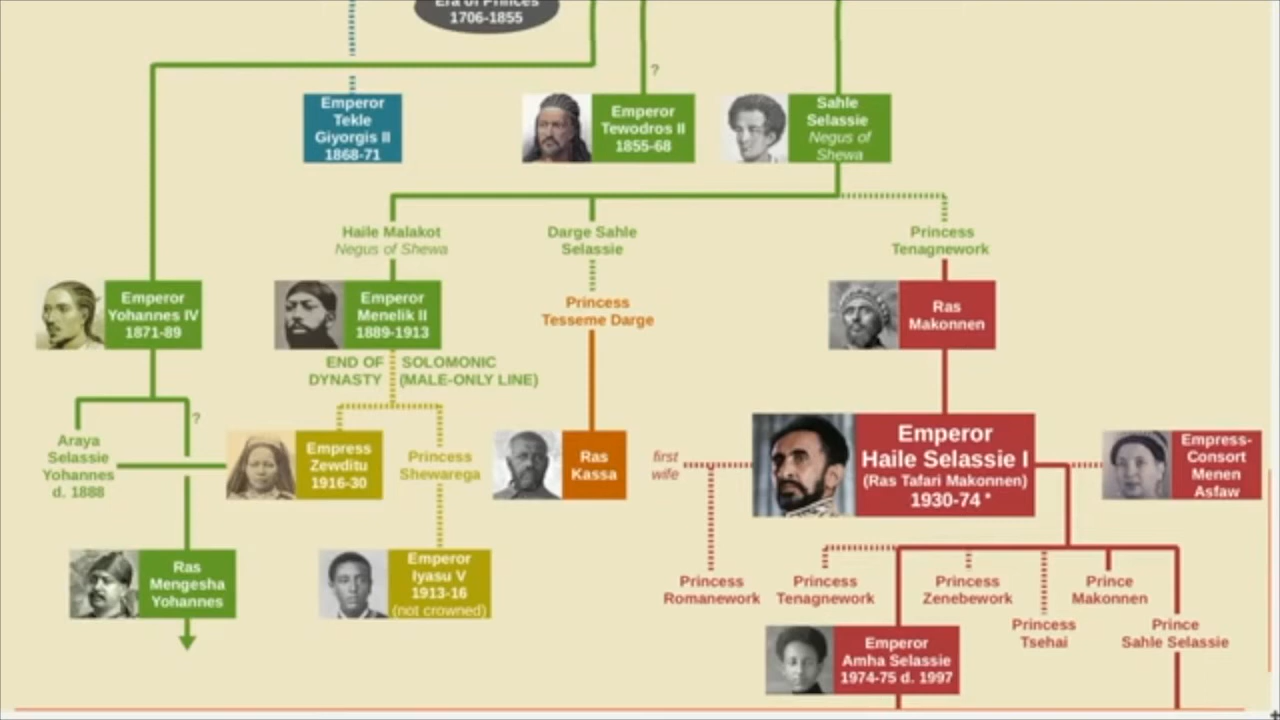 Era of Princes
1706-1855
?
Emperor
Tekle
Giyorgis II
1868-71
Emperor
Tewodros II
1855-68
Sahle
Selassie
Negus of
Shewa
Haile Malakot
Negus of Shewa
Darge Sahle
Selassie
Princess
Tenagnework
Emperor
Yohannes IV
1871-89
Emperor
Menelik II
1889-1913
Princess
Tesseme Darge
Ras
Makonnen
END OF SOLOMONIC
DYNASTY (MALE-ONLY LINE)
?
Araya
Selassie
Yohannes
d. 1888
Empress
Zewditu
1916-30
Princess
Shewarega
Ras
Kassa
first
wife
Emperor
Haile Selassie I
(Ras Tafari Makonnen)
1930-74 *
Empress-
Consort
Menen
Asfaw
Ras
Mengesha
Yohannes
Emperor
Iyasu V
1913-16
(not crowned)
Princess
Romanework
Princess
Tenagnework
Princess
Zenebework
Prince
Makonnen
Princess
Tsehai
Prince
Sahle Selassie
Emperor
Amha Selassie
1974-75 d. 1997